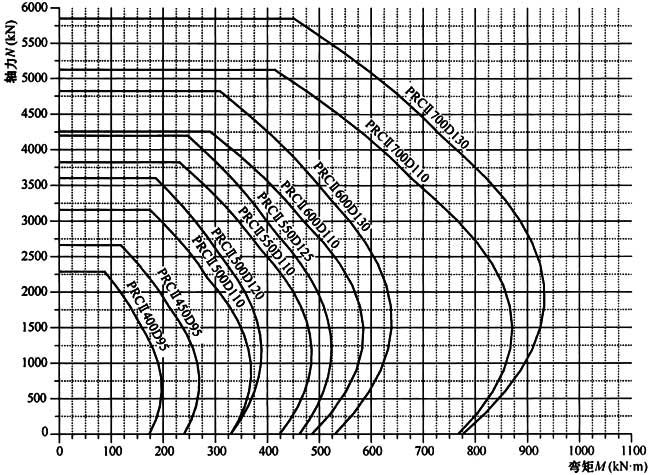 轴力N (kN)
6000
5500
5000
4500
4000
3500
3000
2500
2000
1500
1000
500
0
PRCⅡ700D130
PRCⅡ700D110
PRCⅡ600D130
PRCⅡ600D110
PRCⅡ550D125
PRCⅡ550D110
PRCⅡ500D120
PRCⅡ500D110
PRCⅡ450D95
PRCⅡ400D95
0 100 200 300 400 500 600 700 800 900 1000 1100
弯矩M (kN·m)